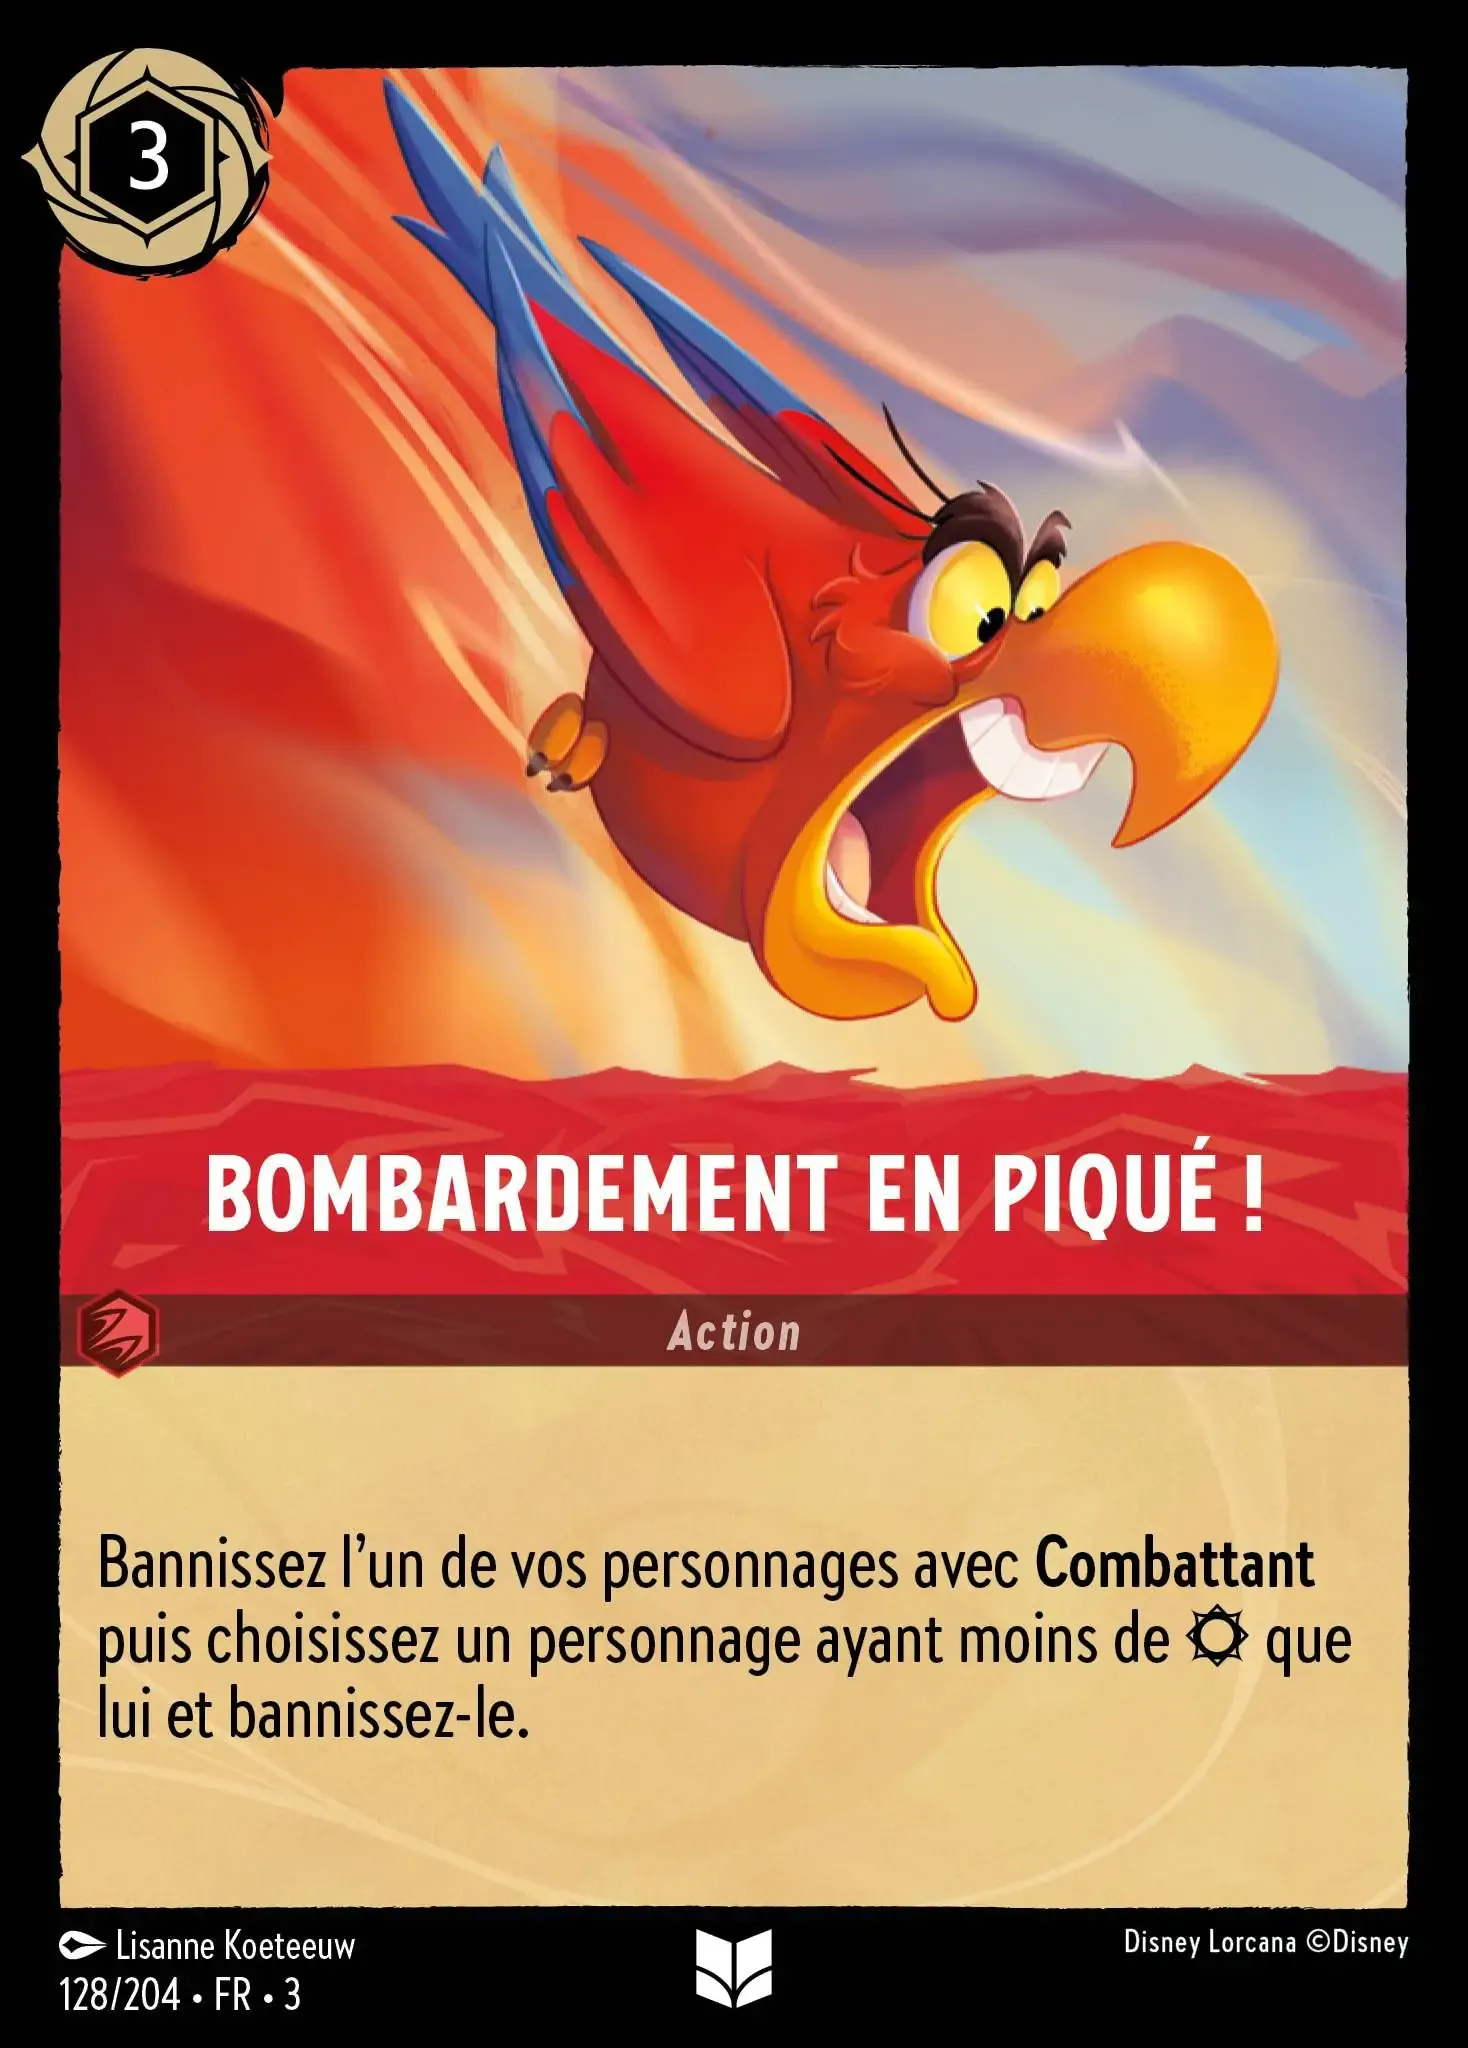 3
BOMBARDEMENT EN PIQUÉ !
Action
Bannissez l’un de vos personnages avec Combattant
puis choisissez un personnage ayant moins de que
lui et bannissez-le.
Lisanne Koeteeuw
Disney Lorcana ©Disney
128/204 • FR • 3